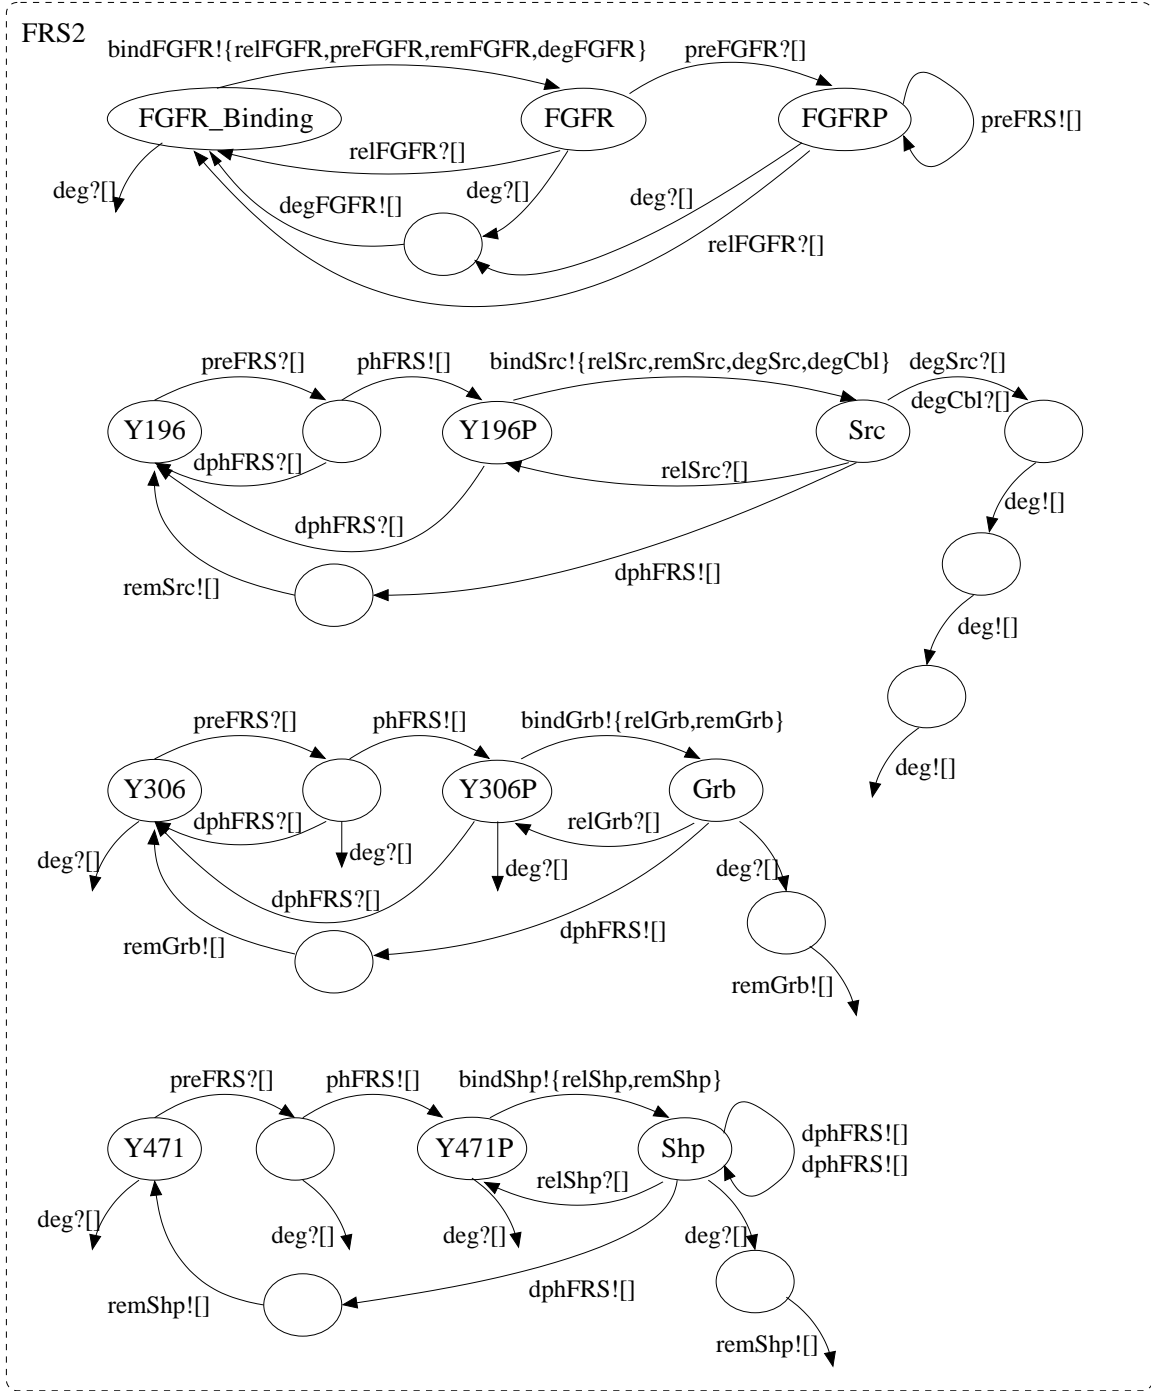 FRS2
bindFGFR!{relFGFR,preFGFR,remFGFR,degFGFR}
preFGFR?[]
FGFR_Binding
FGFR
FGFRP
preFRS![]
relFGFR?[]
deg?[]
degFGFR![]
deg?[]
deg?[]
relFGFR?[]
preFRS?[]
phFRS![]
bindSrc!{relSrc,remSrc,degSrc,degCbl}
degSrc?[]
degCbl?[]
Y196
Y196P
Src
dphFRS?[]
relSrc?[]
deg![]
dphFRS?[]
remSrc![]
dphFRS![]
deg![]
preFRS?[]
phFRS![]
bindGrb!{relGrb,remGrb}
deg![]
Y306
Y306P
Grb
dphFRS?[]
relGrb?[]
deg?[]
deg?[]
deg?[]
deg?[]
dphFRS?[]
remGrb![]
dphFRS![]
remGrb![]
preFRS?[]
phFRS![]
bindShp!{relShp,remShp}
Y471
Y471P
Shp
dphFRS![]
dphFRS![]
relShp?[]
deg?[]
deg?[]
deg?[]
deg?[]
remShp![]
dphFRS![]
remShp![]